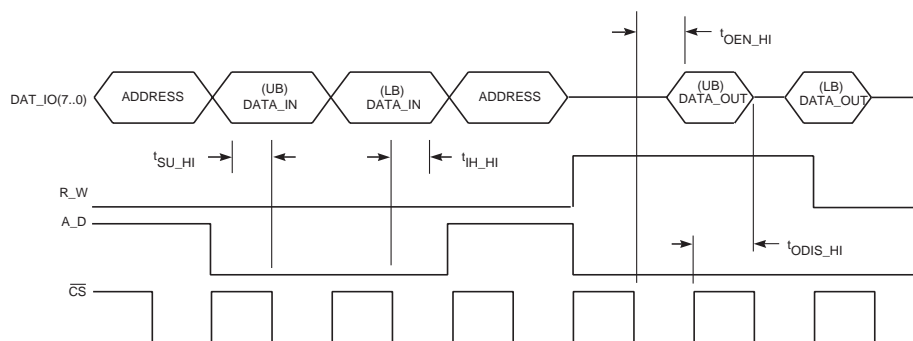 tOEN_HI
DAT_IO(7..0)
ADDRESS
(UB)
DATA_IN
(LB)
DATA_IN
ADDRESS
(UB)
DATA_OUT
(LB)
DATA_OUT
tSU_HI
tIH_HI
R_W
A_D
tODIS_HI
CS